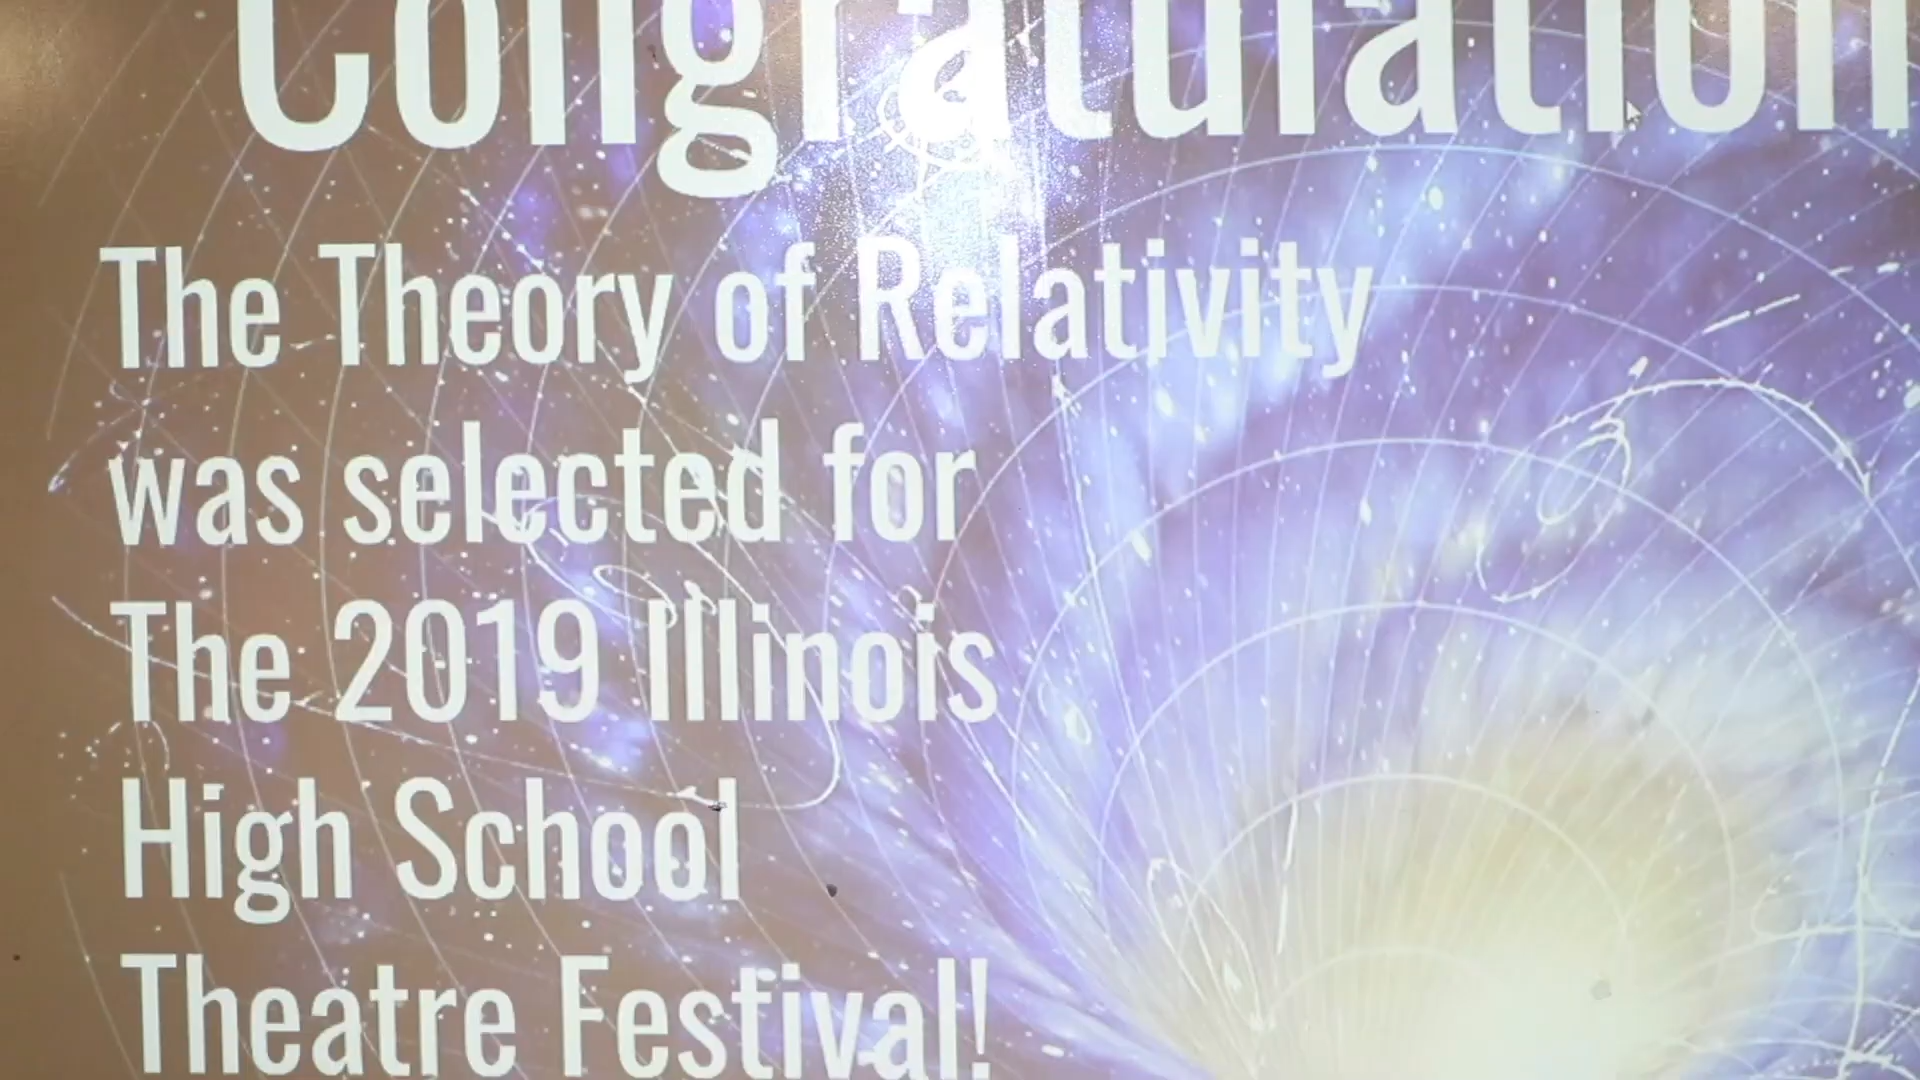 Congratulation
The Theory of Relativity
was selected for
The 2019 Illinois
High School
Theatre Festival!